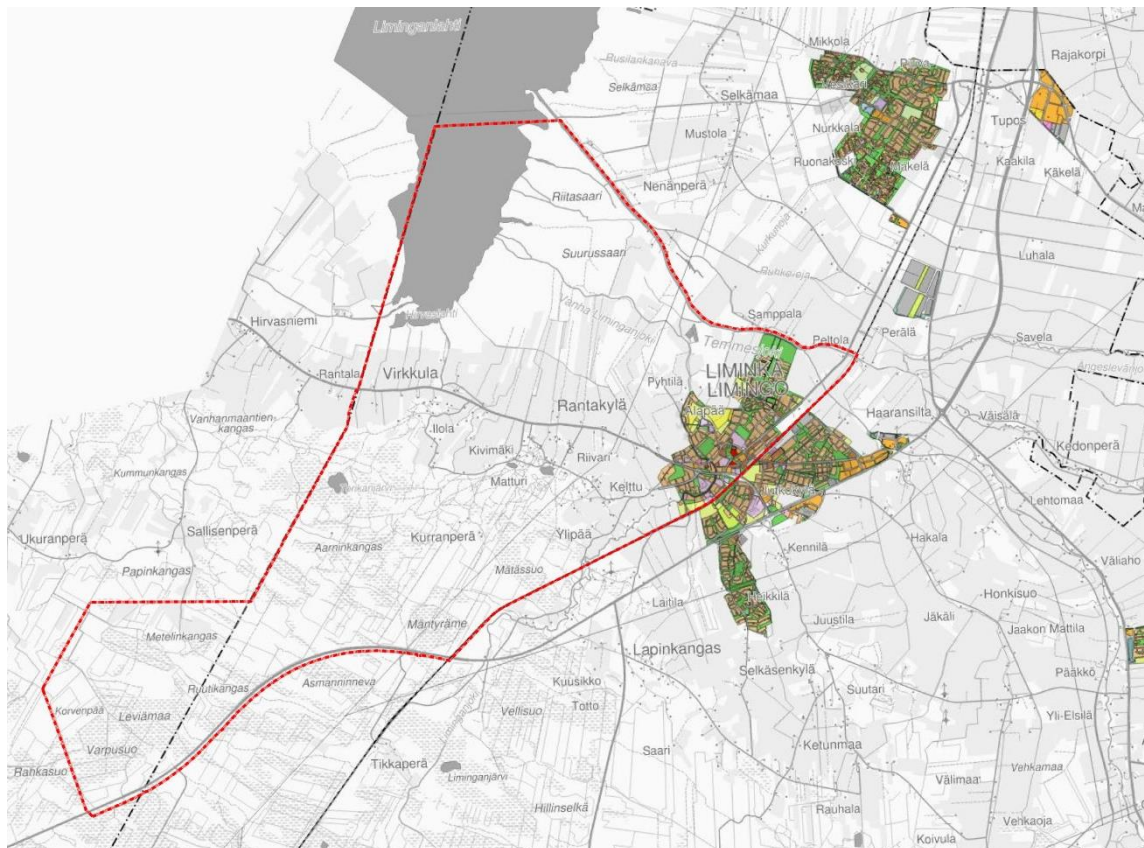 Liminganlahti
Mikkola
Rajakorpi
Selkämaa
Selkämaa
Tupos
Mustola
Nurkkala
Kaakila
Ruonakoski
Mäkelä
Käkelä
Riitasaari
Nenänperä
Suurussaari
Luhala
Vanha Liminganjoki
Samppala
Hirvaslahti
Hirvasniemi
Peltola
Perälä
Savela
LIMINKA
LIMINGO
Rantala
Virkkula
Pyhtilä
Alapää
Rantakylä
Haaransilta
Väisälä
Vanhanmaantien-
kangas
Ilola
Kedonperä
Kivimäki
Riivari
Kummunkangas
Matturi
Keittu
Lehtomaa
Ukuranperä
Sallisenperä
Kurranperä
Ylipää
Aarninkangas
Kennilä
Hakala
Väliaho
Papinkangas
Mätässuo
Heikkilä
Honkisuo
Laitila
Mäntyräme
Juustila
Jäkäli
Jaakon Mattila
Metelinkangas
Lapinkangas
Selkäsenkylä
Pääkkö
Ruutikangas
Asmanninneva
Kuusikko
Suutari
Korvenpää
Leviämaa
Vellisuo
Totto
Yli-Elsilä
Varpusuo
Saari
Ketunmaa
Rahkasuo
Tikkaperä
Liminganjärvi
Välimaa
Vehkamaa
Hillinselkä
Rauhala
Vehkaoja
Koivula